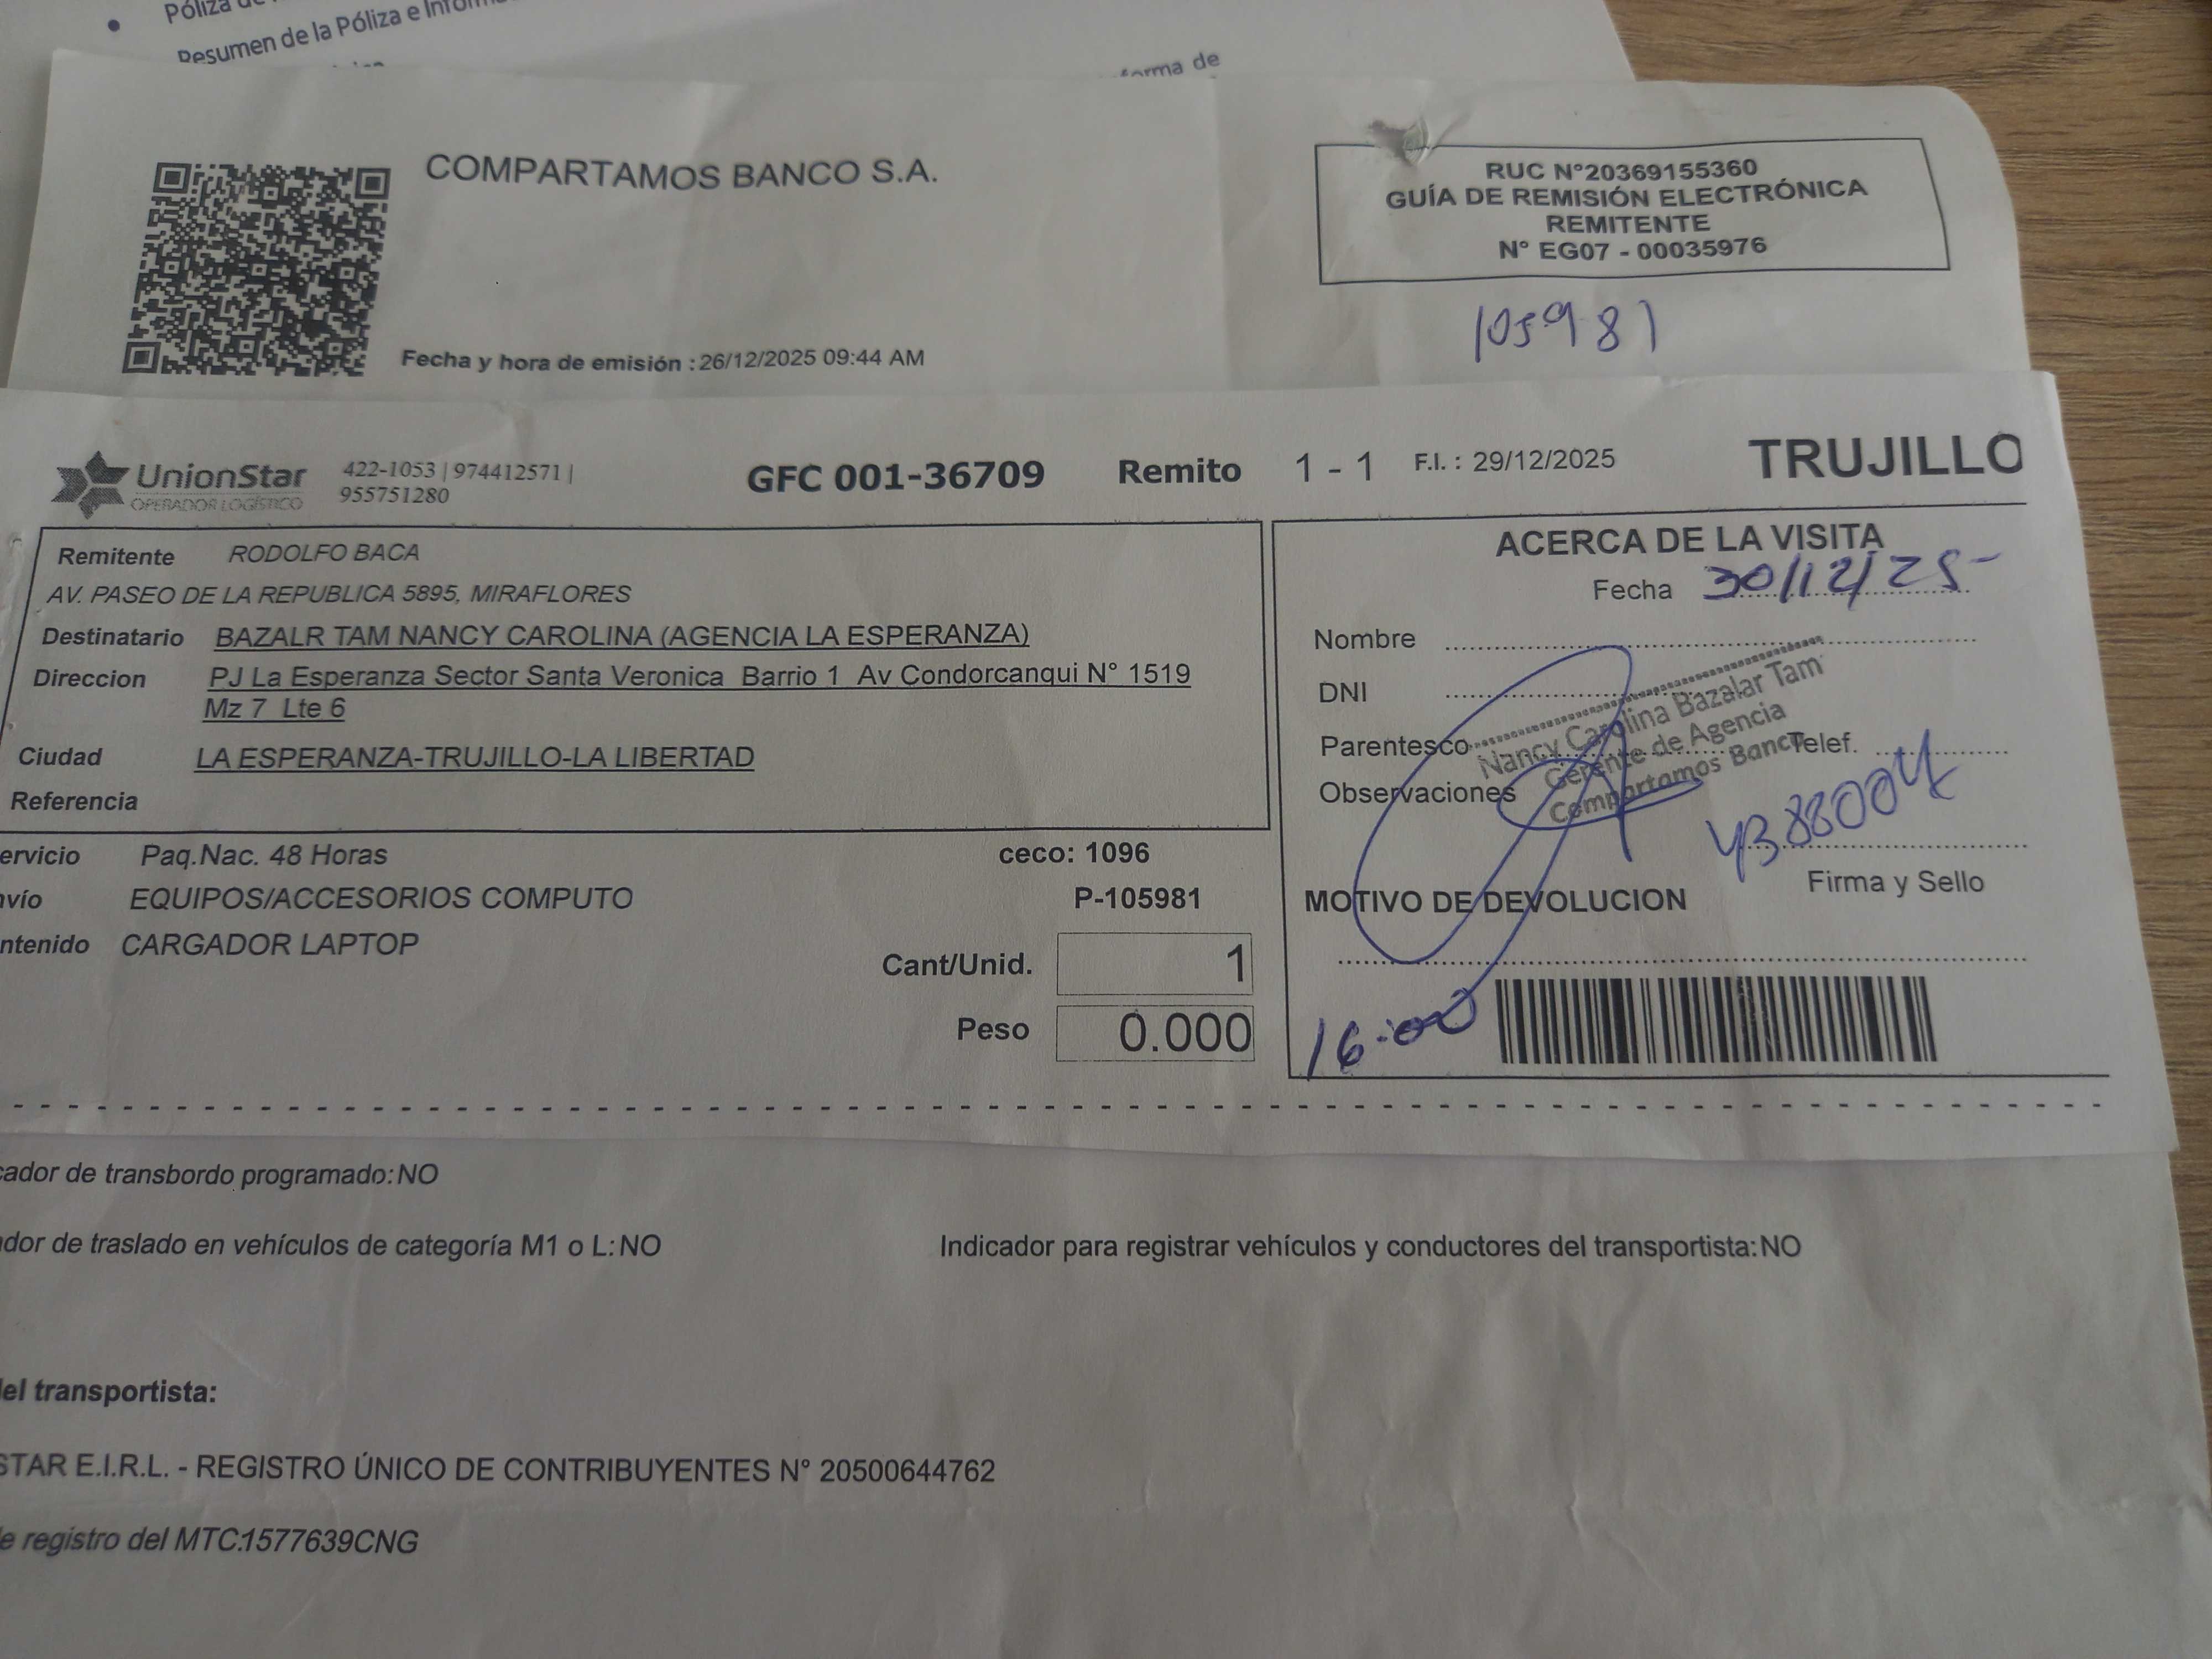 Póliza de
Resumen de la Póliza e
forma de
COMPARTAMOS BANCO S.A.
RUC N°20369155360
GUÍA DE REMISIÓN ELECTRÓNICA
REMITENTE
N° EG07 - 00035976
105981
Fecha y hora de emisión : 26/12/2025 09:44 AM
UnionStar
OPERADOR LOGÍSTICO
422-1053 | 974412571 |
955751280
GFC 001-36709 Remito 1 - 1 F.I. : 29/12/2025 TRUJILLO
Remitente RODOLFO BACA
AV. PASEO DE LA REPUBLICA 5895, MIRAFLORES
Destinatario BAZALR TAM NANCY CAROLINA (AGENCIA LA ESPERANZA)
Direccion PJ La Esperanza Sector Santa Veronica Barrio 1 Av Condorcanqui N° 1519
Mz 7 Lte 6
Ciudad LA ESPERANZA-TRUJILLO-LA LIBERTAD
Referencia
ervicio Paq.Nac. 48 Horas ceco: 1096
nvío EQUIPOS/ACCESORIOS COMPUTO P-105981
ntenido CARGADOR LAPTOP
Cant/Unid. 1
Peso 0.000
ACERCA DE LA VISITA
Fecha 30/12/25
Nombre
DNI
Parentesco Telef.
Observaciones
Nancy Carolina Bazalar Tam
Gerente de Agencia
Compartamos Banco
43888004
Firma y Sello
MOTIVO DE DEVOLUCION
16:00
cador de transbordo programado:NO
ador de traslado en vehículos de categoría M1 o L:NO Indicador para registrar vehículos y conductores del transportista:NO
del transportista:
STAR E.I.R.L. - REGISTRO ÚNICO DE CONTRIBUYENTES N° 20500644762
e registro del MTC:1577639CNG